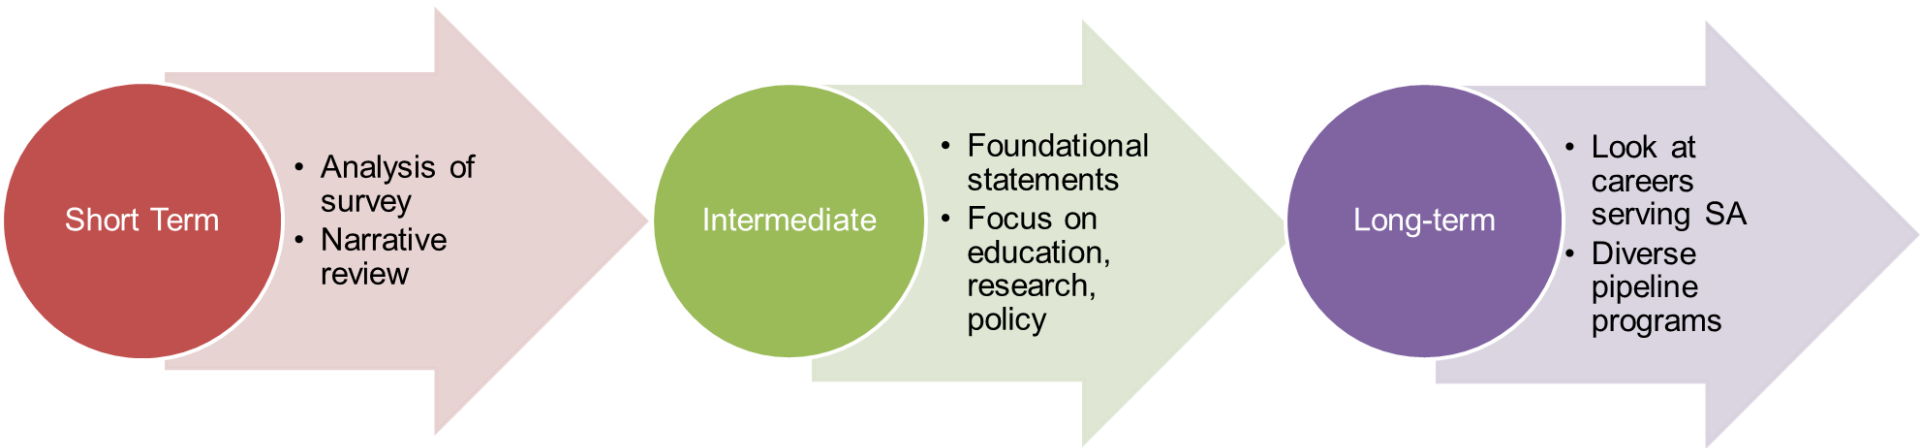 Short Term
• Analysis of
survey
• Narrative
review
Intermediate
• Foundational
statements
• Focus on
education,
research,
policy
Long-term
• Look at
careers
serving SA
• Diverse
pipeline
programs